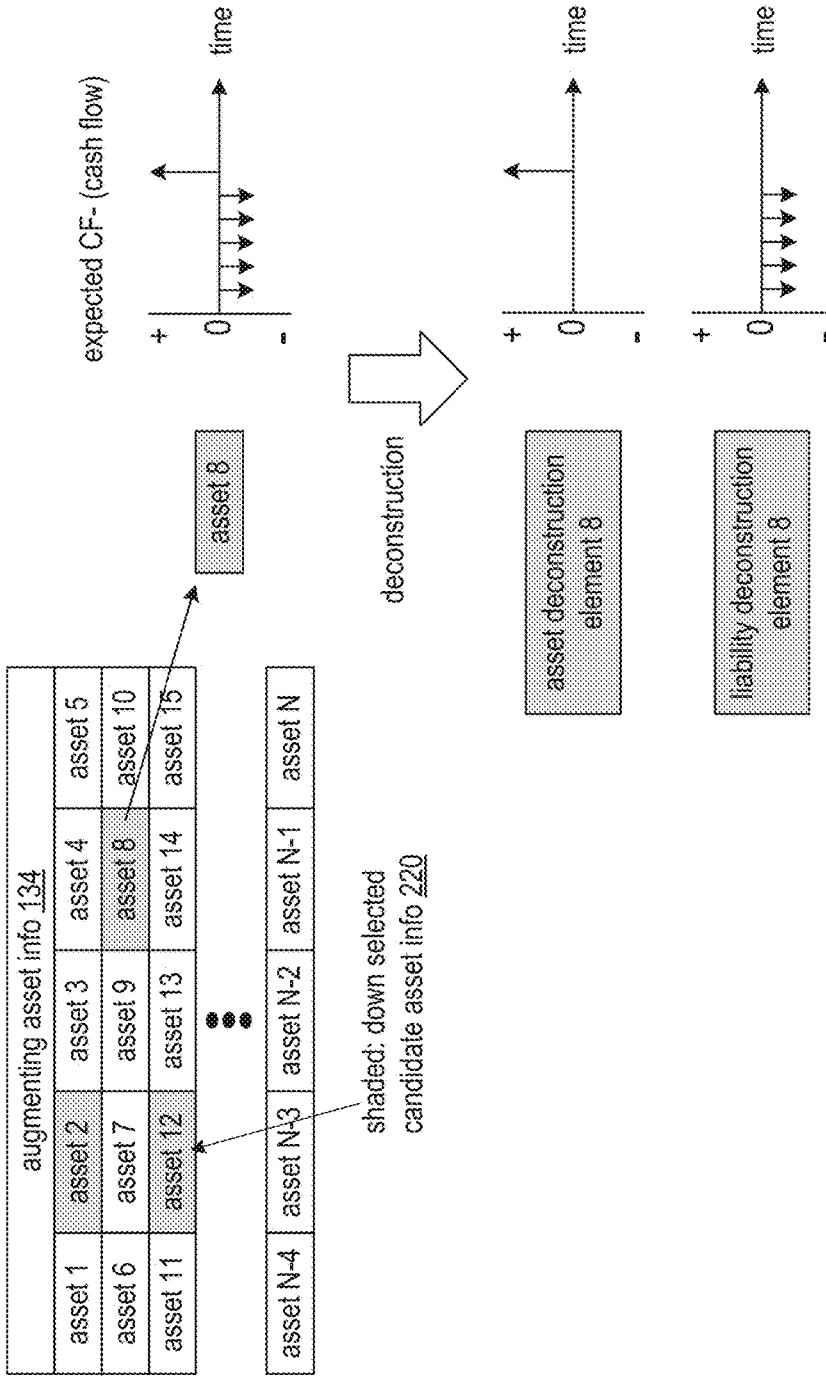 augmenting asset info 134
asset 1 asset 2 asset 3 asset 4 asset 5
asset 6 asset 7 asset 9 asset 8 asset 10
asset 11 asset 12 asset 13 asset 14 asset 15
asset N-4 asset N-3 asset N-2 asset N-1 asset N
shaded: down selected
candidate asset info 220
asset 8
expected CF- (cash flow)
+
0
-
time
deconstruction
asset deconstruction
element 8
+
0
-
time
liability deconstruction
element 8
+
0
-
time